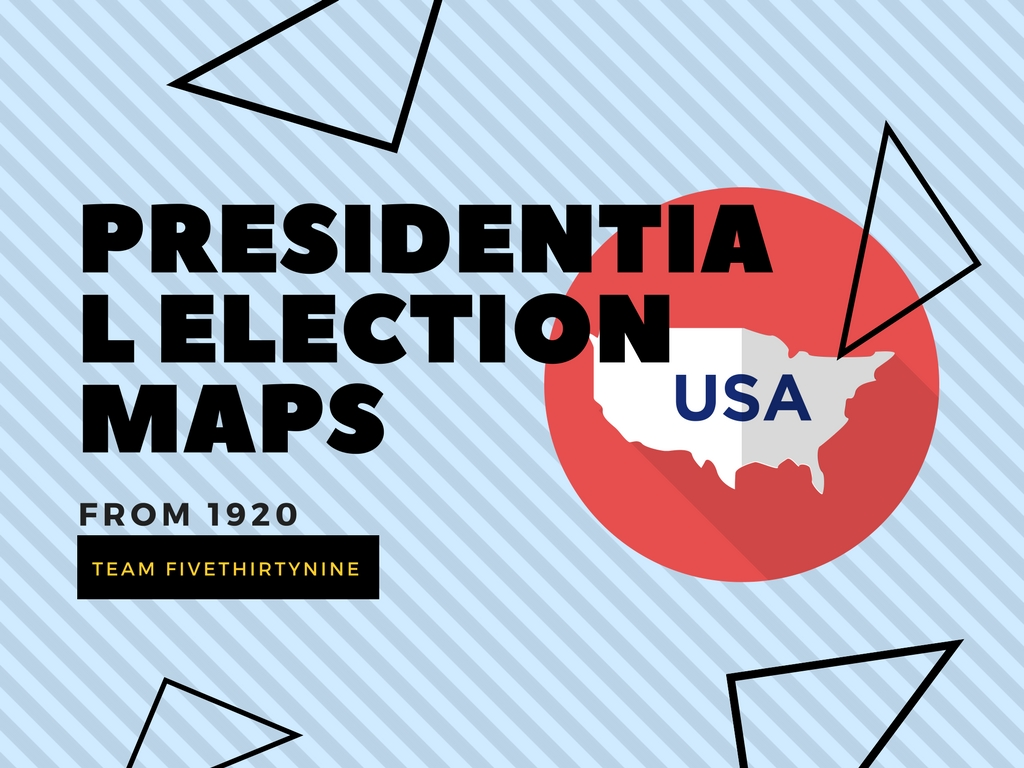 PRESIDENTIA
L ELECTION
MAPS
USA
FROM 1920
TEAM FIVETHIRTYNINE